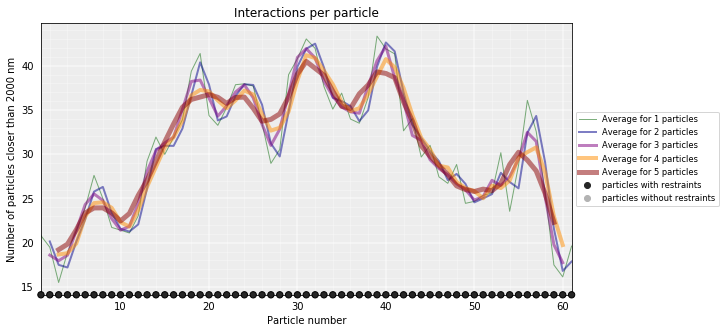 Interactions per particle
Number of particles closer than 2000 nm
40
35
30
25
20
15
10
20
30
40
50
60
Particle number
Average for 1 particles
Average for 2 particles
Average for 3 particles
Average for 4 particles
Average for 5 particles
particles with restraints
particles without restraints